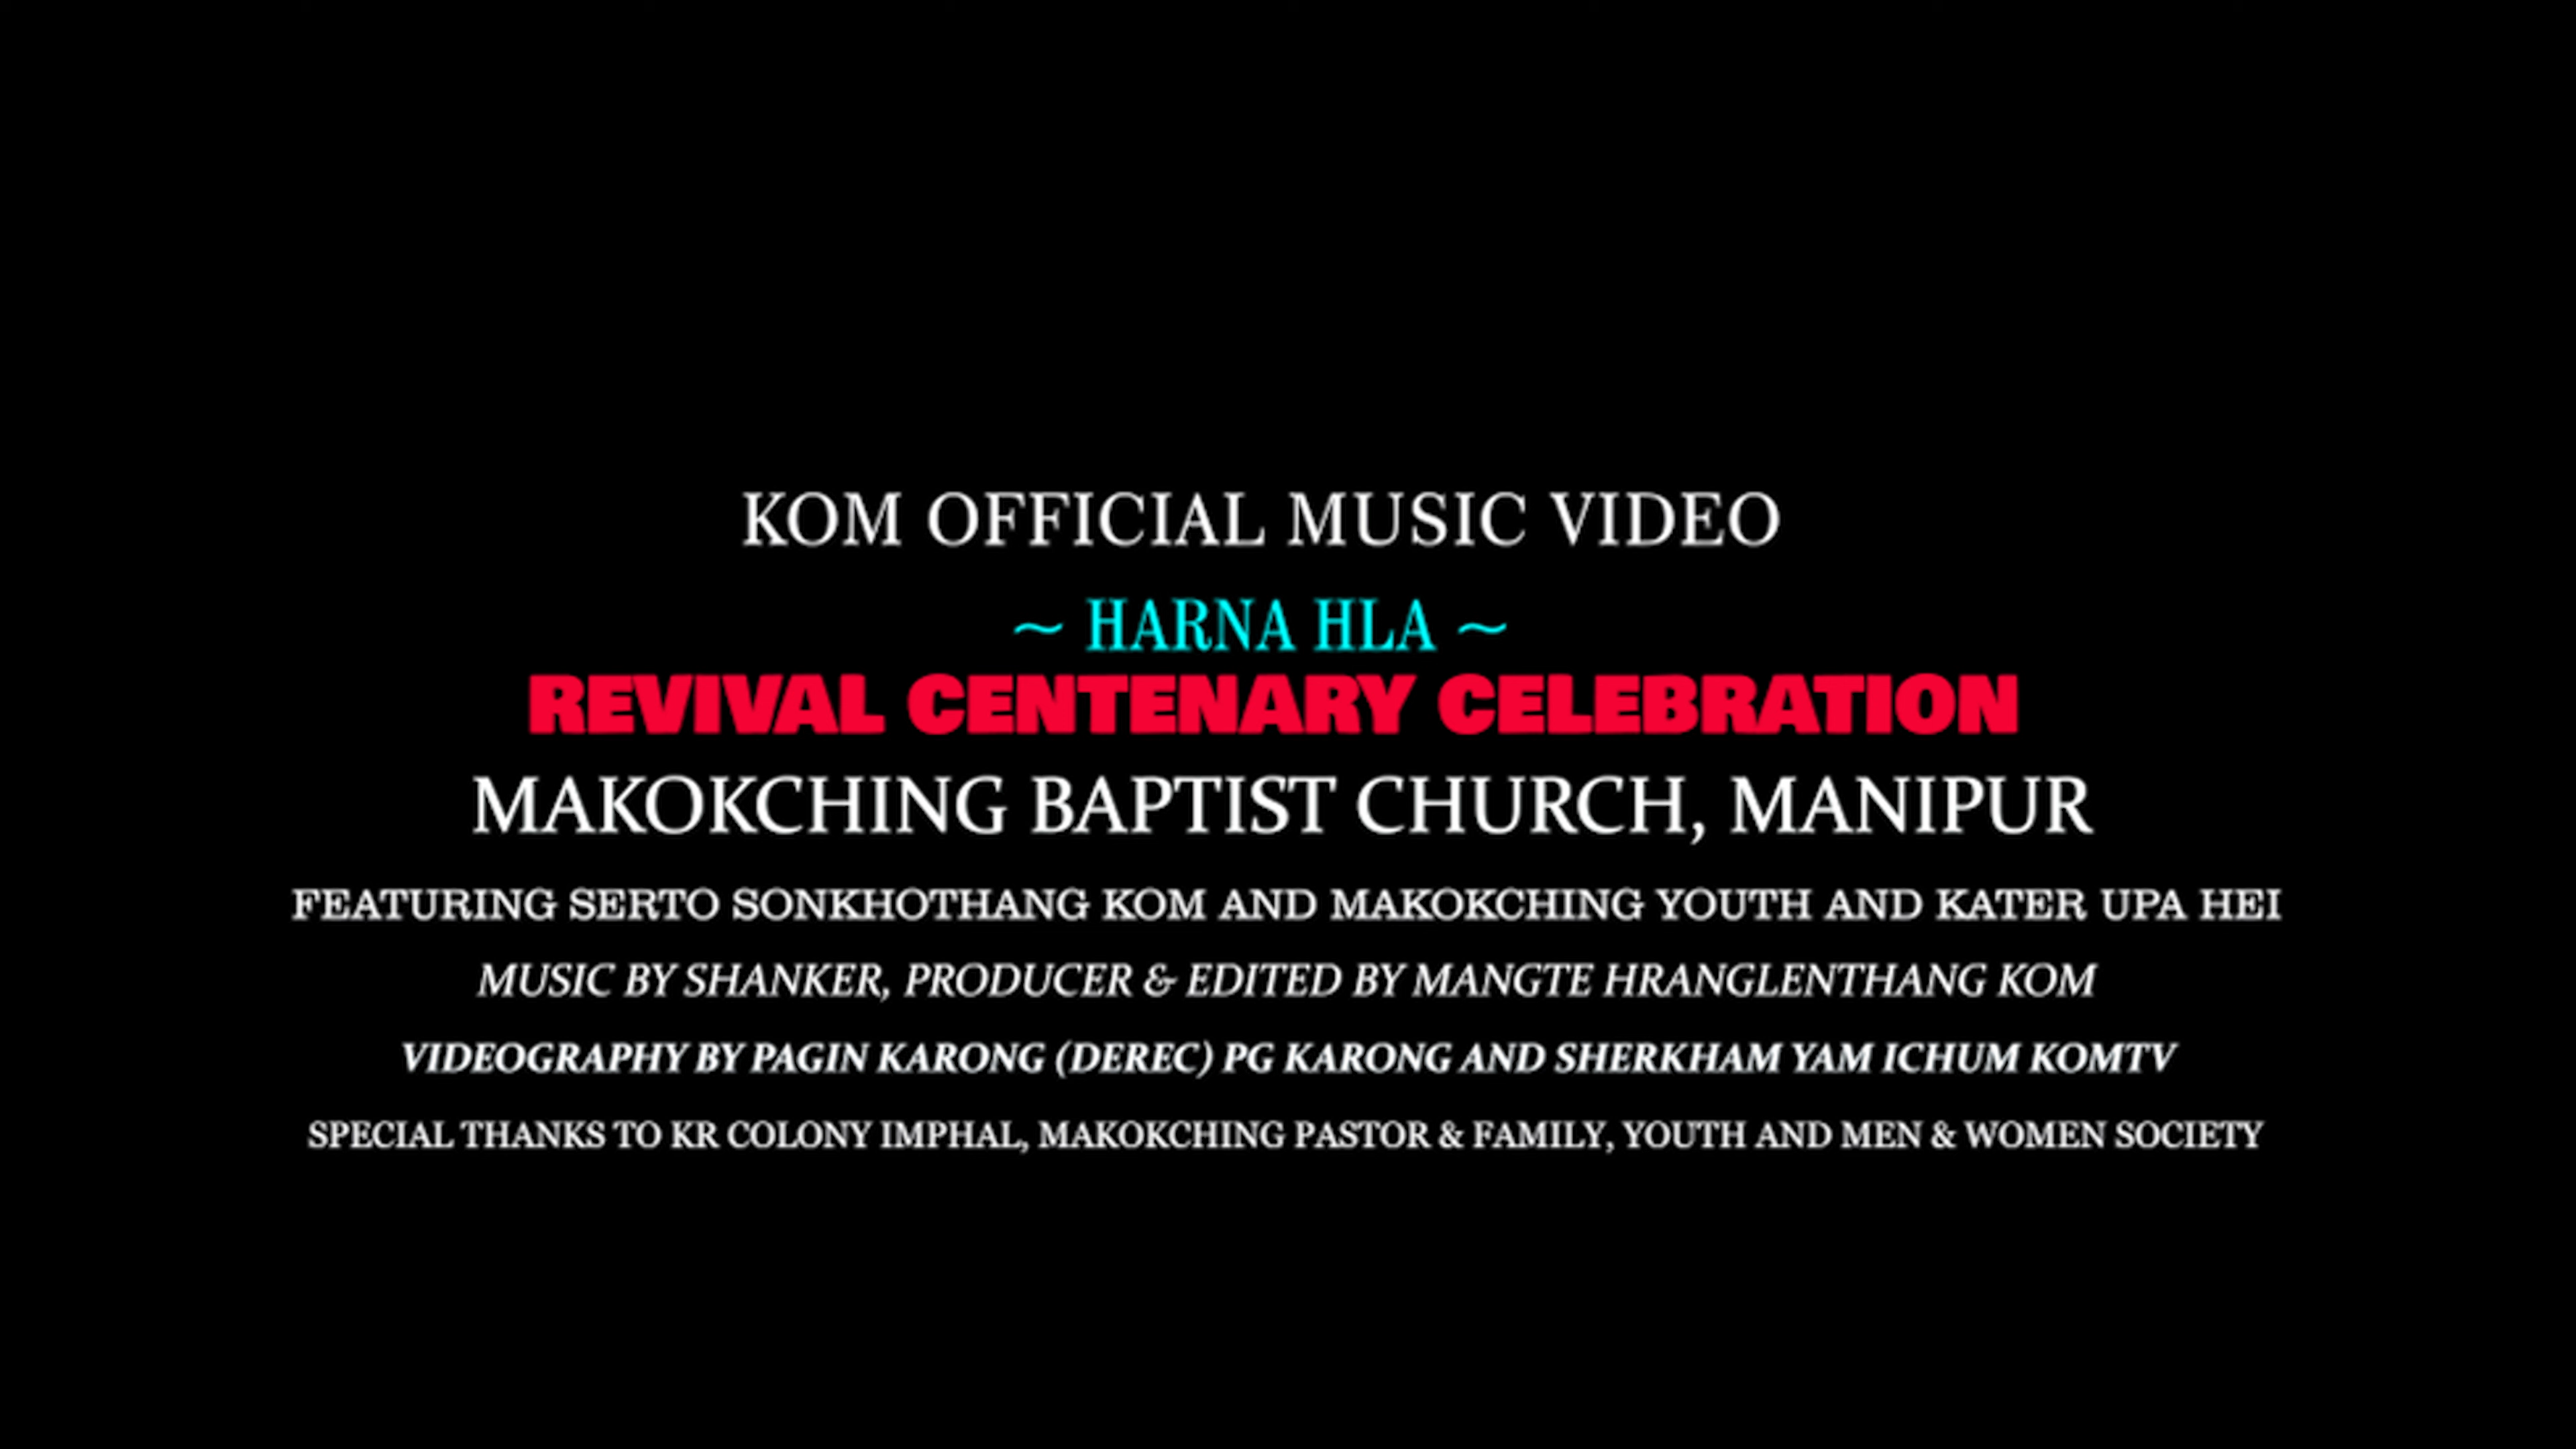 KOM OFFICIAL MUSIC VIDEO
~ HARNA HLA ~
REVIVAL CENTENARY CELEBRATION
MAKOKCHING BAPTIST CHURCH, MANIPUR
FEATURING SERTO SONKHOTHANG KOM AND MAKOKCHING YOUTH AND KATER UPA HEI
MUSIC BY SHANKER, PRODUCER & EDITED BY MANGTE HRANGLENTHANG KOM
VIDEOGRAPHY BY PAGIN KARONG (DEREC) PG KARONG AND SHERKHAM YAM ICHUM KOMTV
SPECIAL THANKS TO KR COLONY IMPHAL, MAKOKCHING PASTOR & FAMILY, YOUTH AND MEN & WOMEN SOCIETY